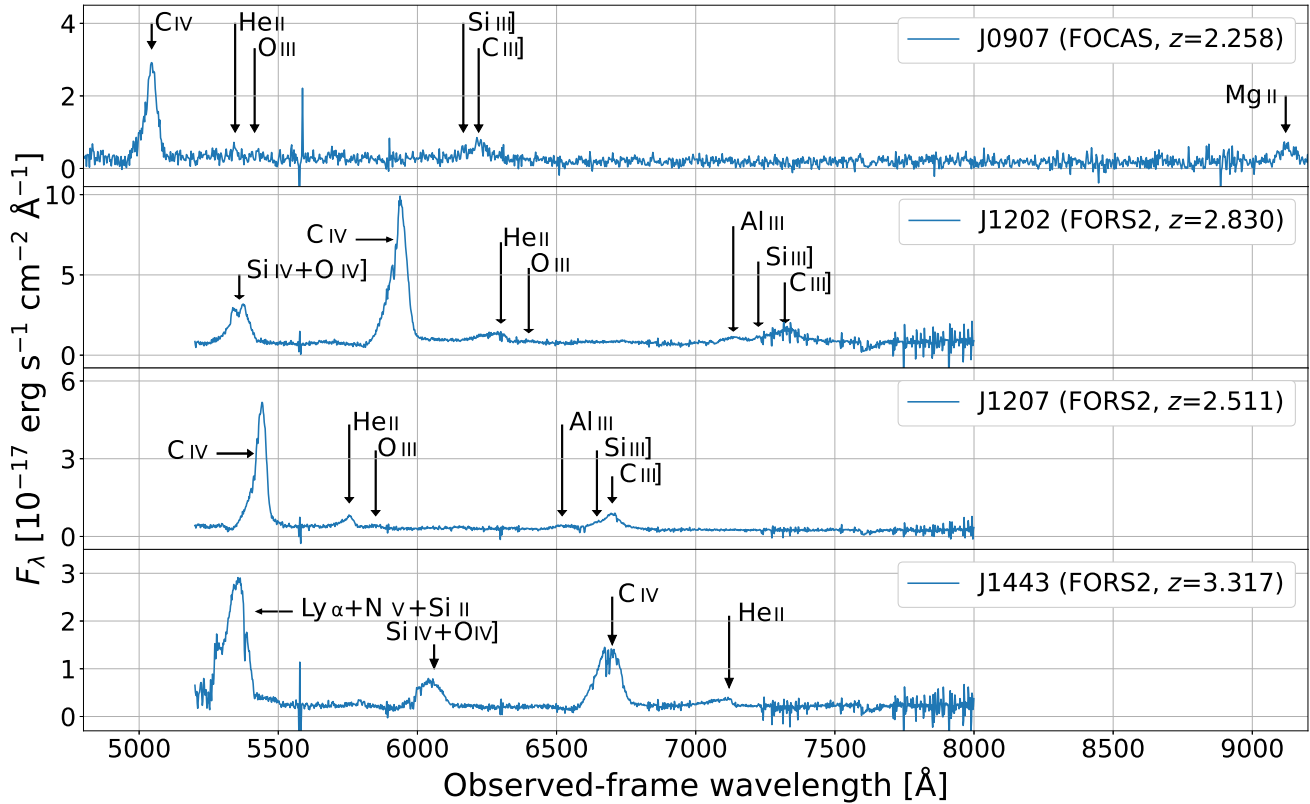 C IV
He II
O III
Si III]
C III]
Mg II
J0907 (FOCAS, z=2.258)
4
2
0
Si IV+O IV]
C IV
He II
O III
Al III
Si III]
C III]
J1202 (FORS2, z=2.830)
10
5
0
C IV
He II
O III
Al III
Si III]
C III]
J1207 (FORS2, z=2.511)
6
3
0
Ly α+N V+Si II
Si IV+OIV]
C IV
He II
J1443 (FORS2, z=3.317)
3
2
1
0
5000 5500 6000 6500 7000 7500 8000 8500 9000
Observed-frame wavelength [Å]
Fλ [10⁻¹⁷ erg s⁻¹ cm⁻² Å⁻¹]